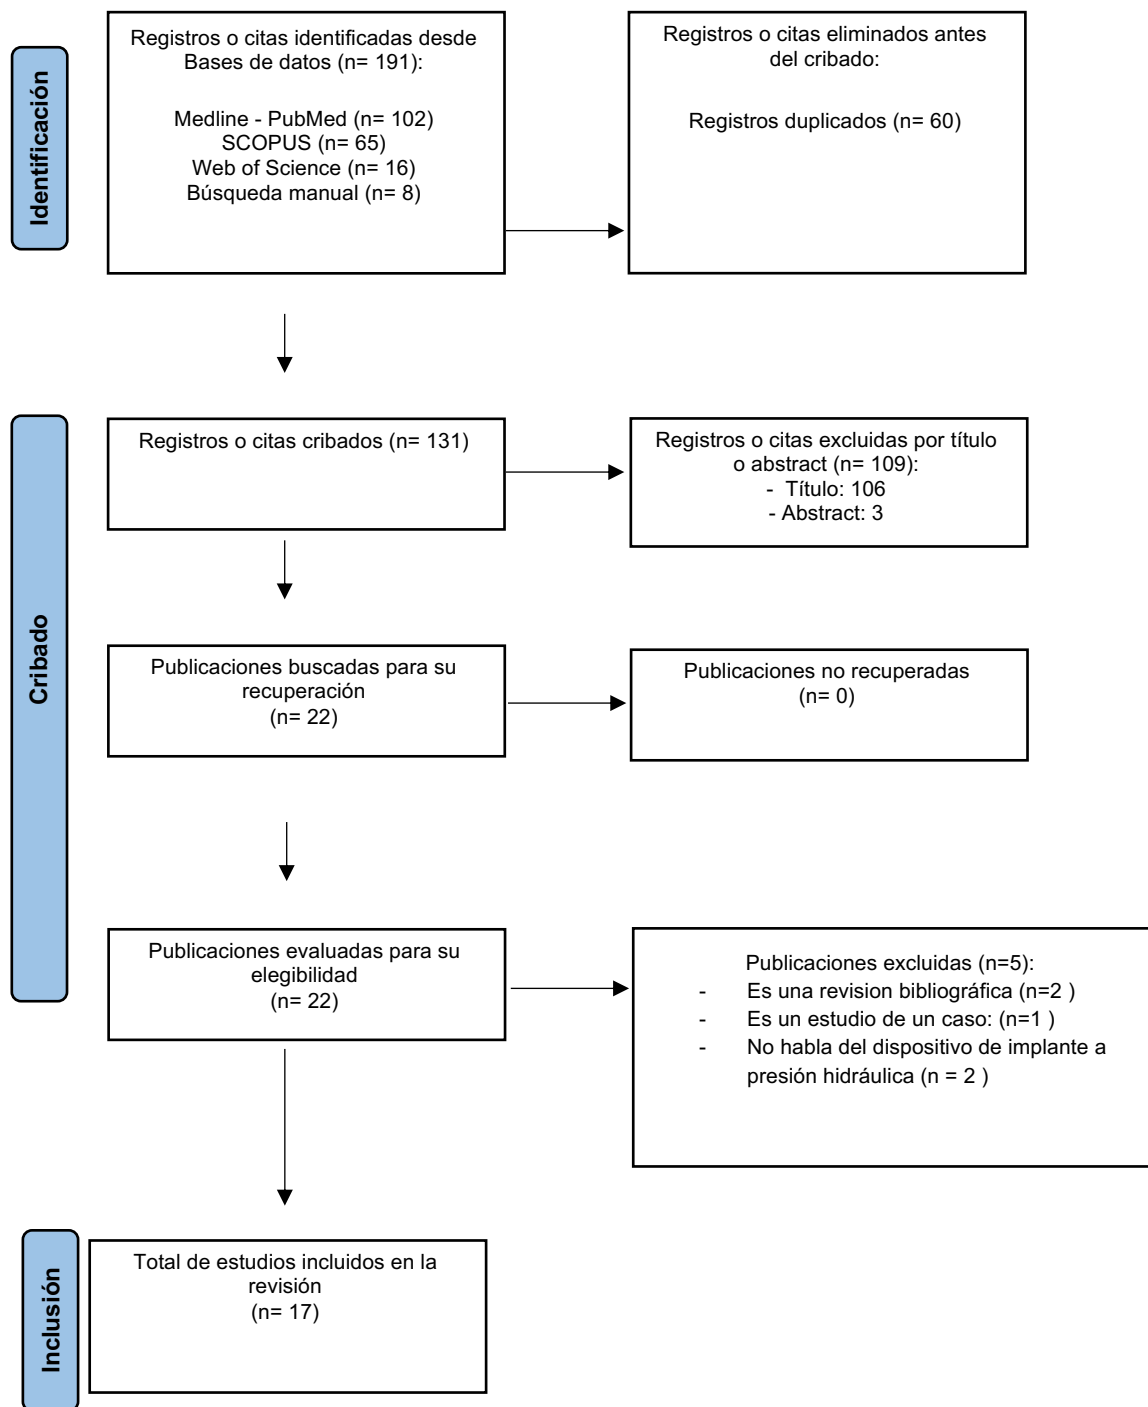 Identificación
Registros o citas identificadas desde
Bases de datos (n= 191):
Medline - PubMed (n= 102)
SCOPUS (n= 65)
Web of Science (n= 16)
Búsqueda manual (n= 8)
Registros o citas eliminados antes
del cribado:
Registros duplicados (n= 60)
Cribado
Registros o citas cribados (n= 131)
Registros o citas excluidas por título
o abstract (n= 109):
- Título: 106
- Abstract: 3
Publicaciones buscadas para su
recuperación
(n= 22)
Publicaciones no recuperadas
(n= 0)
Publicaciones evaluadas para su
elegibilidad
(n= 22)
Publicaciones excluidas (n=5):
- Es una revision bibliográfica (n=2 )
- Es un estudio de un caso: (n=1 )
- No habla del dispositivo de implante a
presión hidráulica (n = 2 )
Inclusión
Total de estudios incluidos en la
revisión
(n= 17)